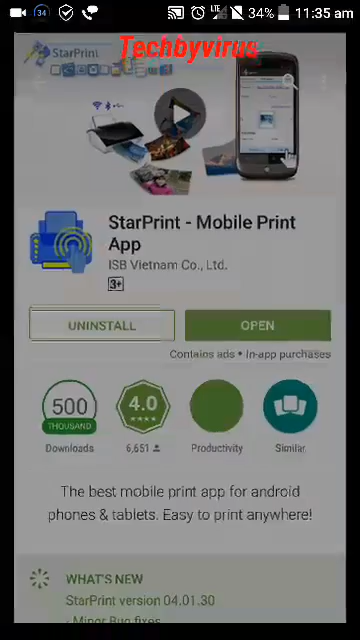 34
LTE
34%
11:35 am
StarPrint
Techbyvirus
StarPrint - Mobile Print
App
ISB Vietnam Co., Ltd.
3+
UNINSTALL
OPEN
Contains ads • In-app purchases
500
THOUSAND
4.0
Downloads
6,651
Productivity
Similar
The best mobile print app for android
phones & tablets. Easy to print anywhere!
WHAT'S NEW
StarPrint version 04.01.30
- Minor Bug fixes